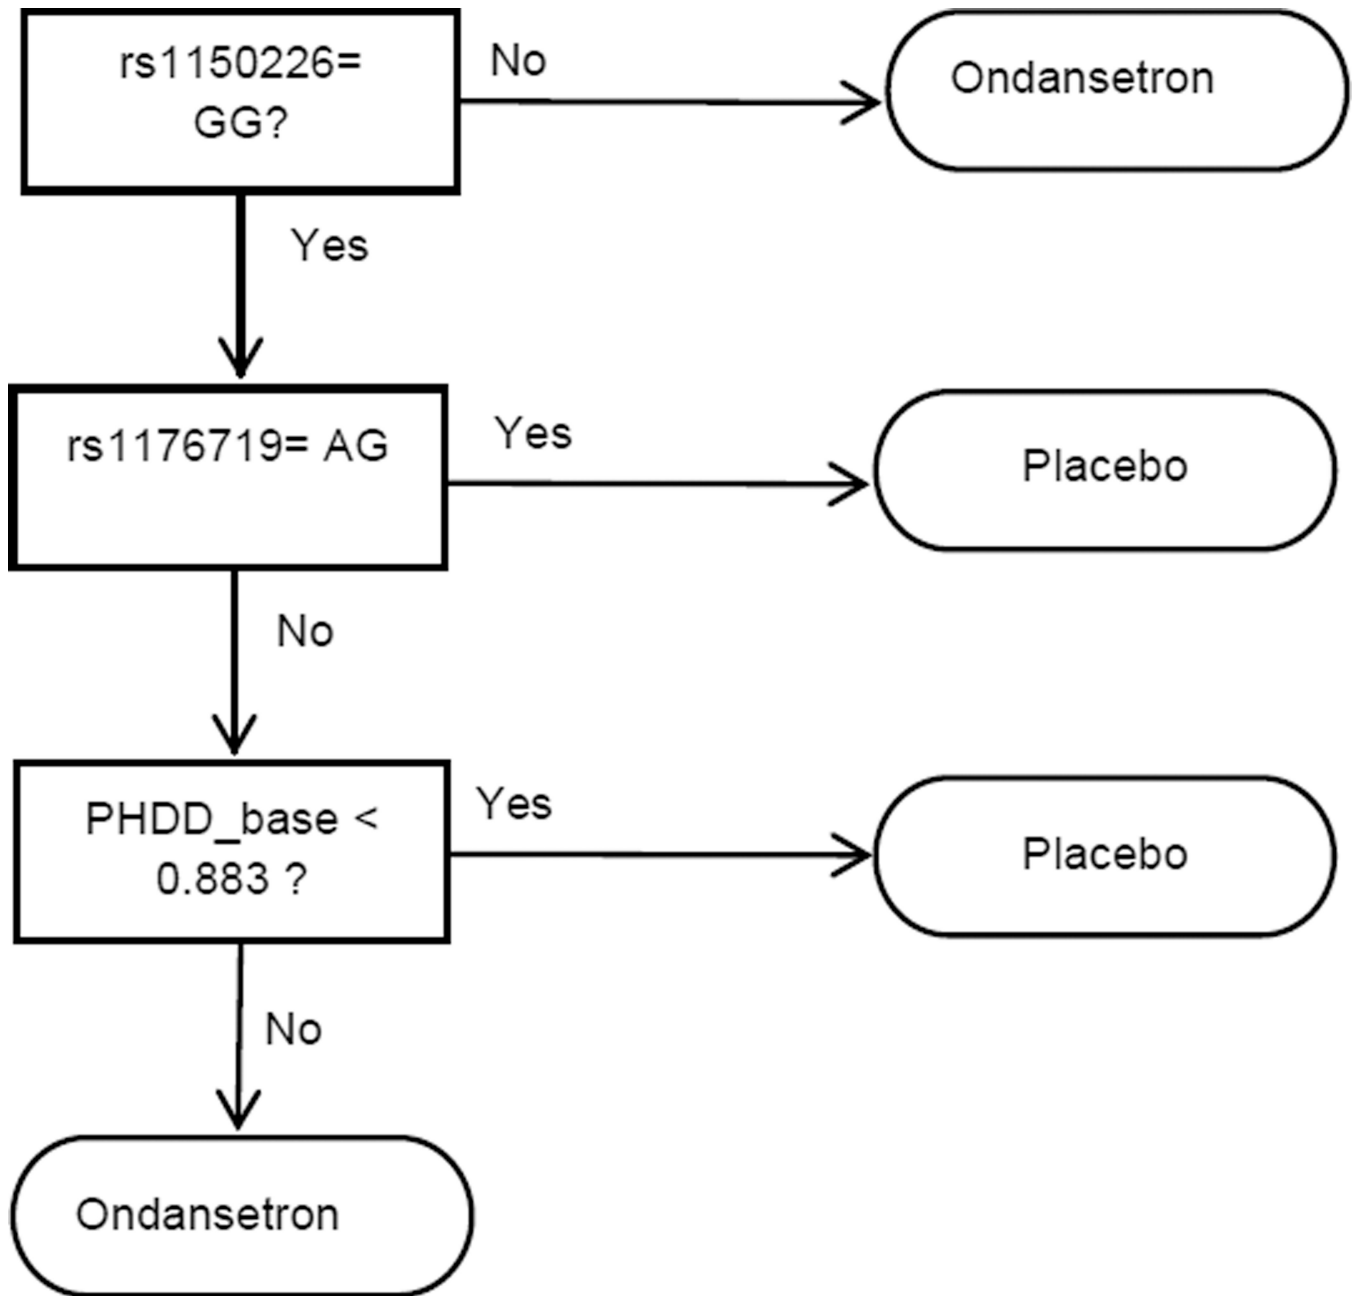 rs1150226=
GG?
No
Ondansetron
Yes
rs1176719= AG
Yes
Placebo
No
PHDD_base <
0.883 ?
Yes
Placebo
No
Ondansetron